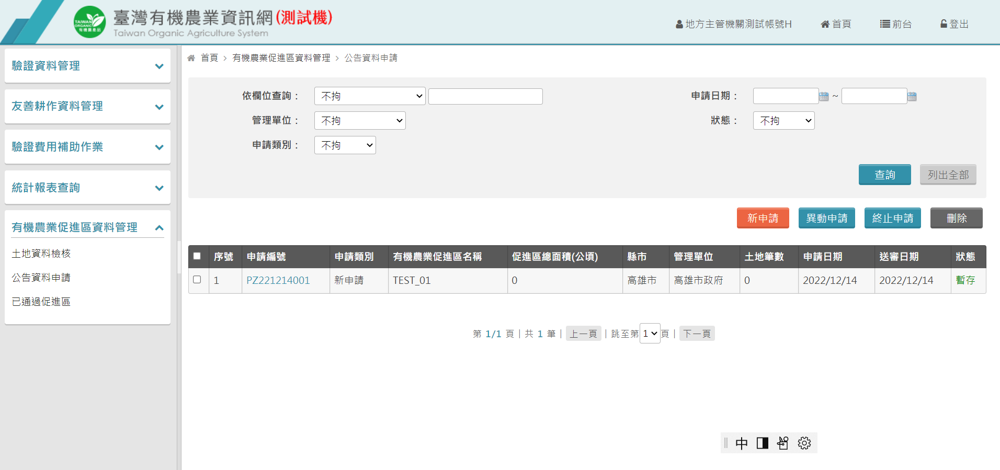 臺灣有機農業資訊網(測試機)
Taiwan Organic Agriculture System
TAIWAN
ORGANIC
有機農產品
地方主管機關測試帳號H 首頁 前台 登出
驗證資料管理
友善耕作資料管理
驗證費用補助作業
統計報表查詢
有機農業促進區資料管理
土地資料檢核
公告資料申請
已通過促進區
首頁 > 有機農業促進區資料管理 > 公告資料申請
依欄位查詢： 不拘 申請日期： ~
管理單位： 不拘 狀態： 不拘
申請類別： 不拘
查詢 列出全部
新申請 異動申請 終止申請 刪除
序號 申請編號 申請類別 有機農業促進區名稱 促進區總面積(公頃) 縣市 管理單位 土地筆數 申請日期 送審日期 狀態
1 PZ221214001 新申請 TEST_01 0 高雄市 高雄市政府 0 2022/12/14 2022/12/14 暫存
第 1/1 頁 | 共 1 筆 | 上一頁 | 跳至第 1 頁 | 下一頁
中